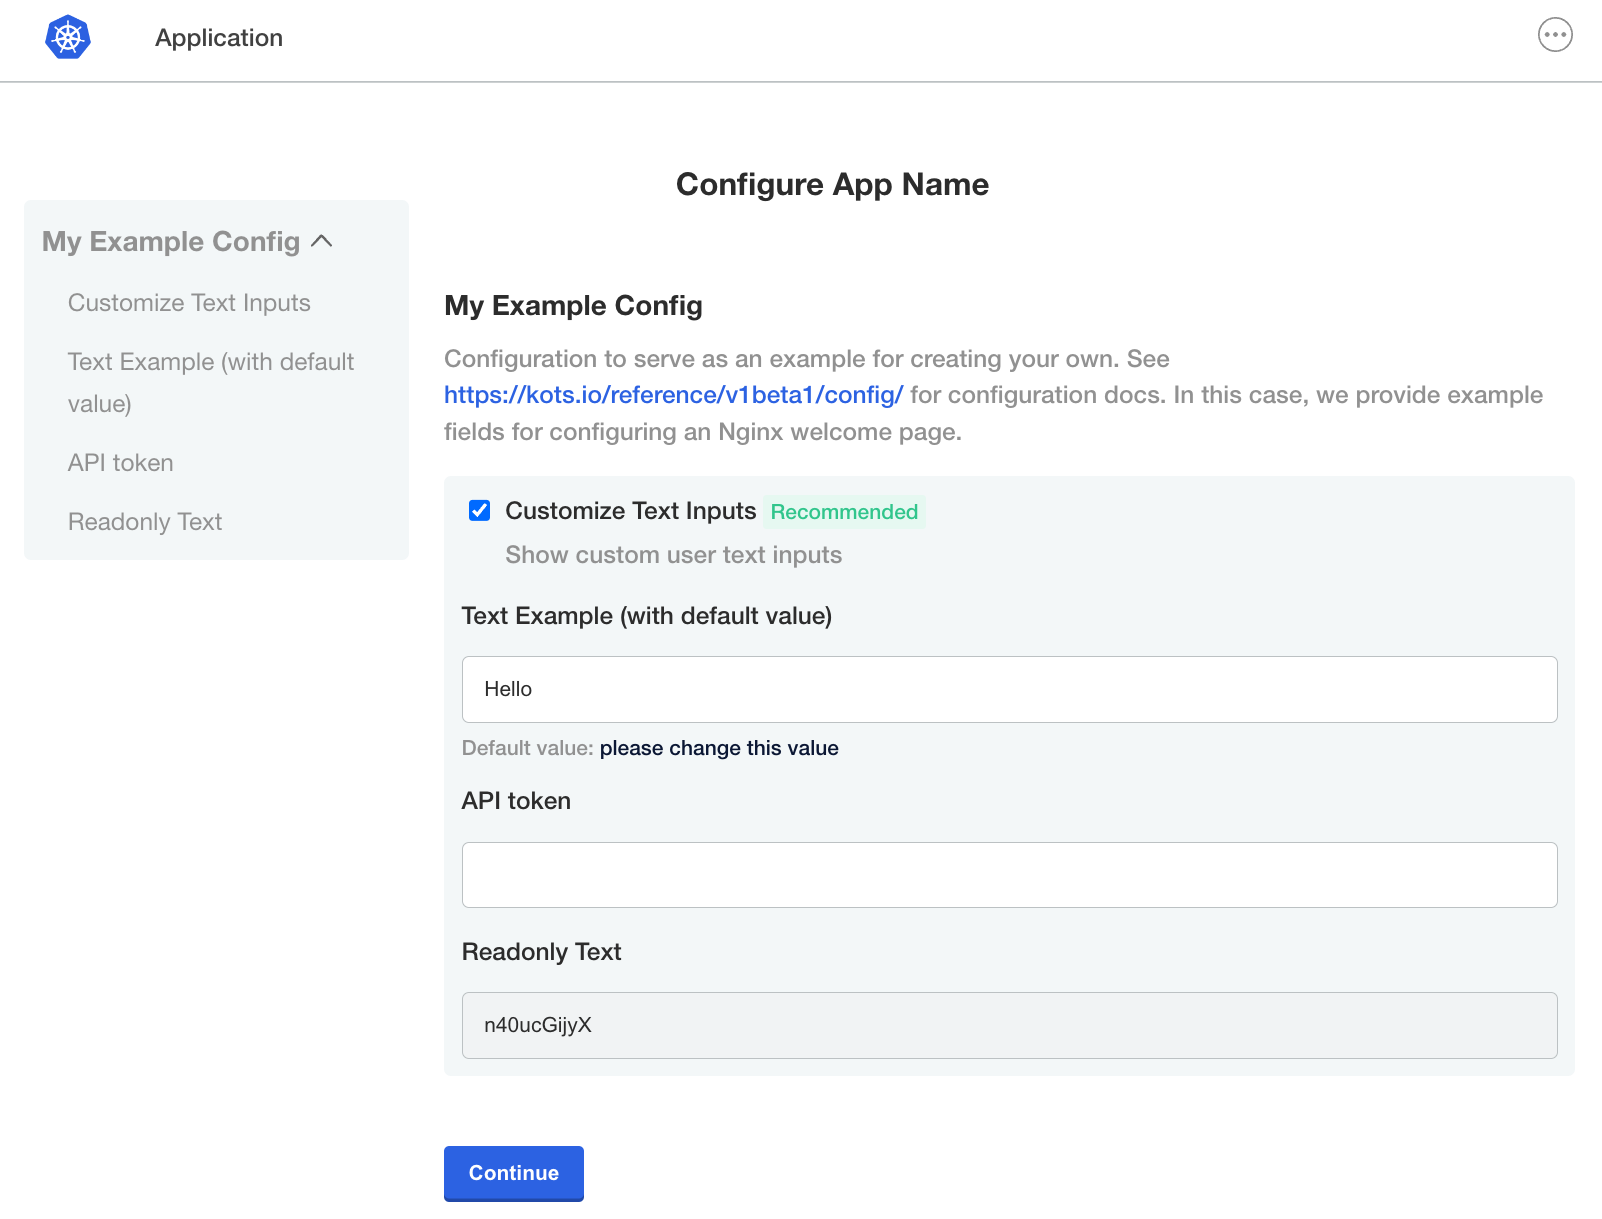 Application
Configure App Name
My Example Config
Customize Text Inputs
Text Example (with default
value)
API token
Readonly Text
My Example Config
Configuration to serve as an example for creating your own. See
https://kots.io/reference/v1beta1/config/ for configuration docs. In this case, we provide example
fields for configuring an Nginx welcome page.
Customize Text Inputs Recommended
Show custom user text inputs
Text Example (with default value)
Hello
Default value: please change this value
API token
Readonly Text
n40ucGijyX
Continue